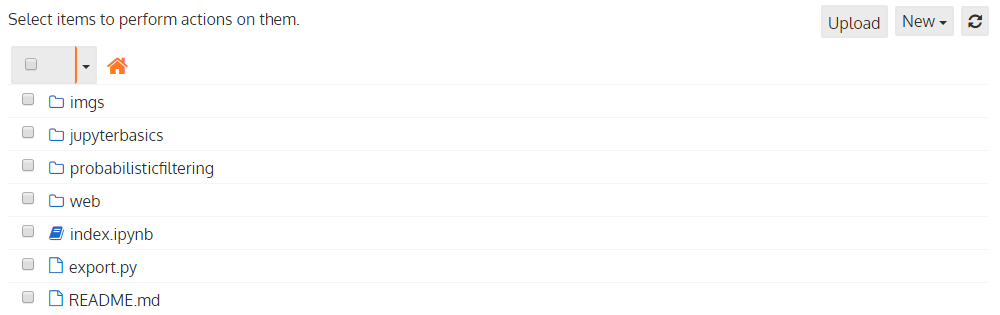 Select items to perform actions on them.
Upload New
imgs
jupyterbasics
probabilisticfiltering
web
index.ipynb
export.py
README.md